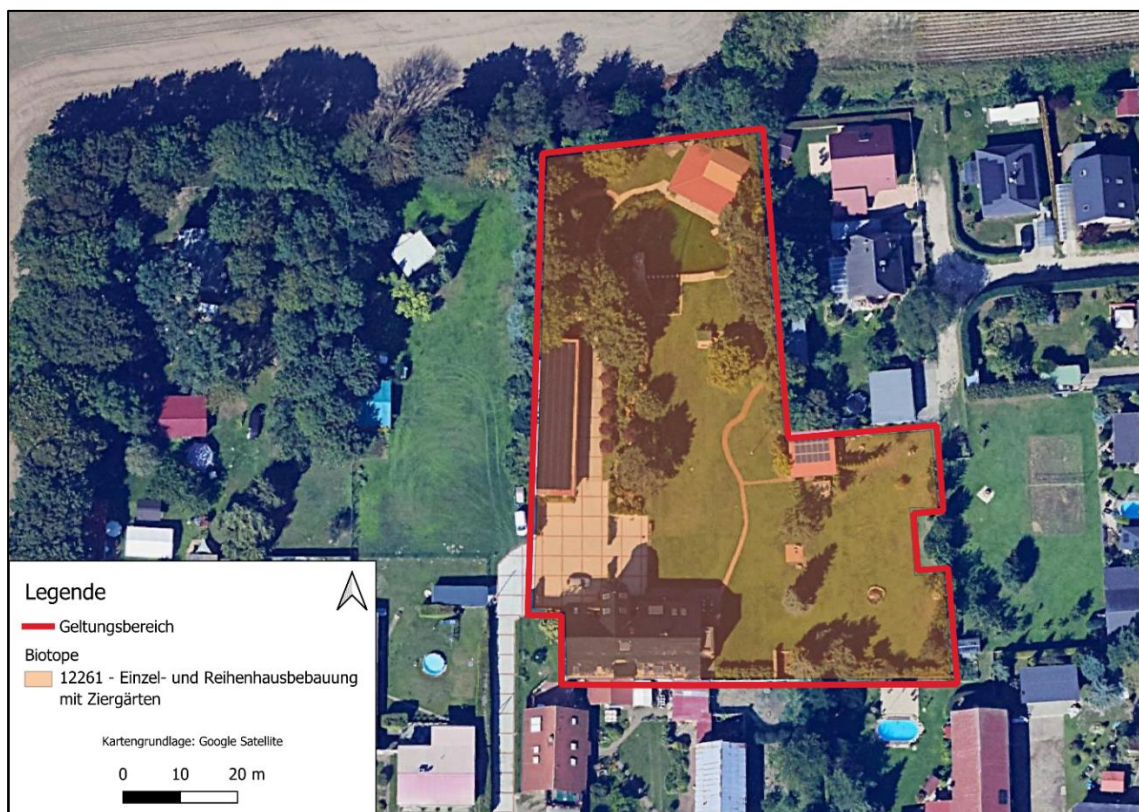 Legende
Geltungsbereich
Biotope
12261 - Einzel- und Reihenhausbebauung
mit Ziergärten
Kartengrundlage: Google Satellite
0 10 20 m